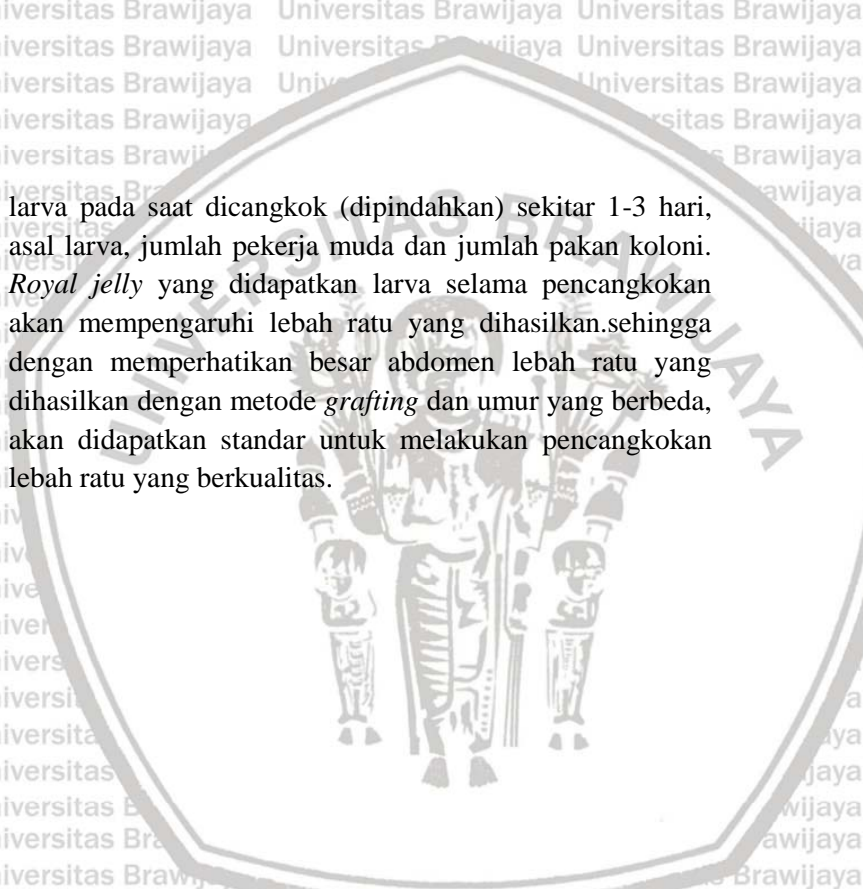 larva pada saat dicangkok (dipindahkan) sekitar 1-3 hari,
asal larva, jumlah pekerja muda dan jumlah pakan koloni.
Royal jelly yang didapatkan larva selama pencangkokan
akan mempengaruhi lebah ratu yang dihasilkan.sehingga
dengan memperhatikan besar abdomen lebah ratu yang
dihasilkan dengan metode grafting dan umur yang berbeda,
akan didapatkan standar untuk melakukan pencangkokan
lebah ratu yang berkualitas.